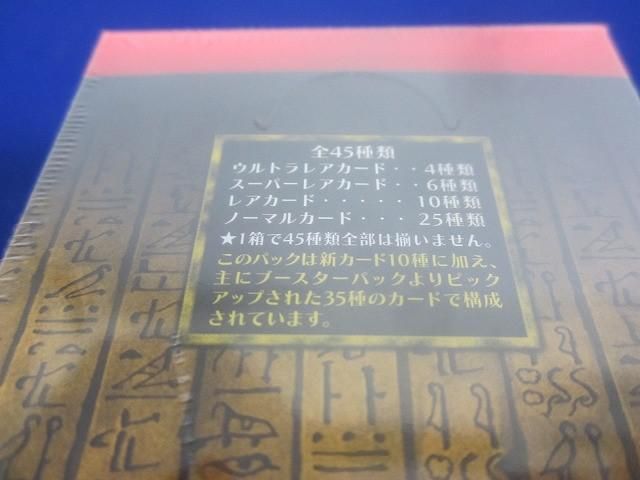 全45種類
ウルトラレアカード・・4種類
スーパーレアカード・・6種類
レアカード・・・・・10種類
ノーマルカード・・・25種類
★1箱で45種類全部は揃いません。
このパックは新カード10種に加え、
主にブースターパックよりピック
アップされた35種のカードで構成
されています。